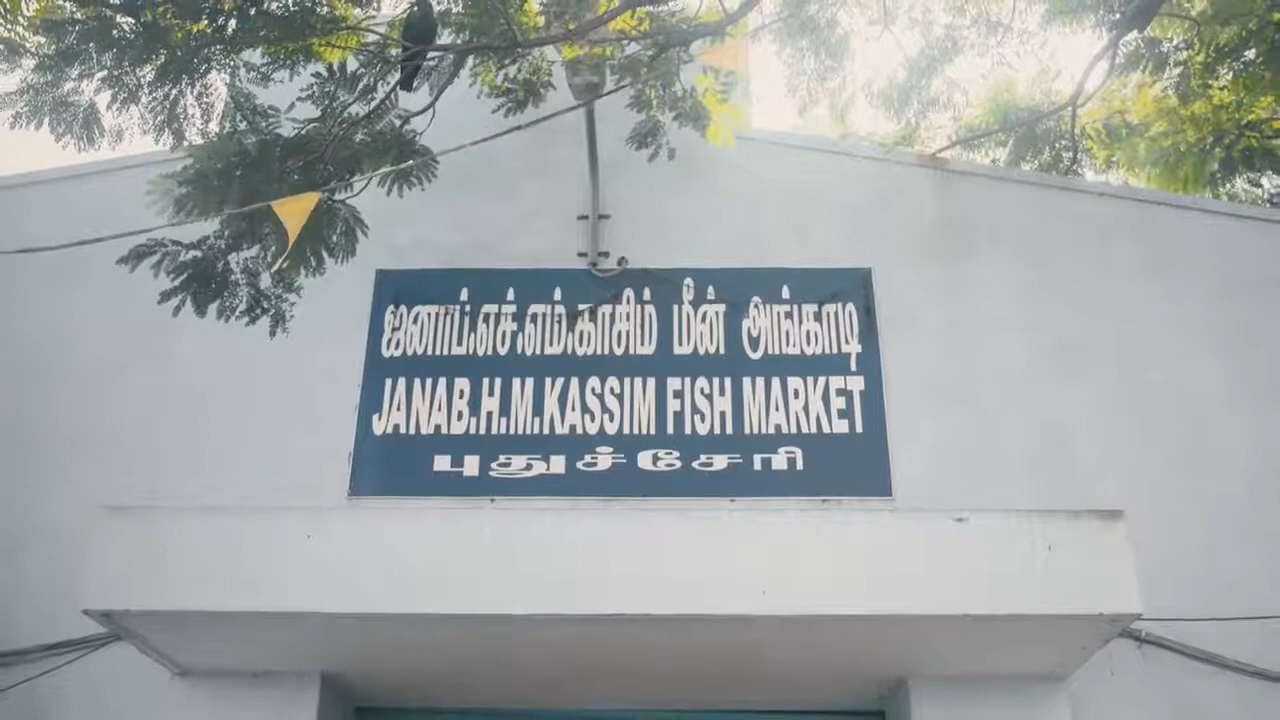 ஜனாப்.எச்.எம்.காசிம் மீன் அங்காடி
JANAB.H.M.KASSIM FISH MARKET
புதுச்சேரி